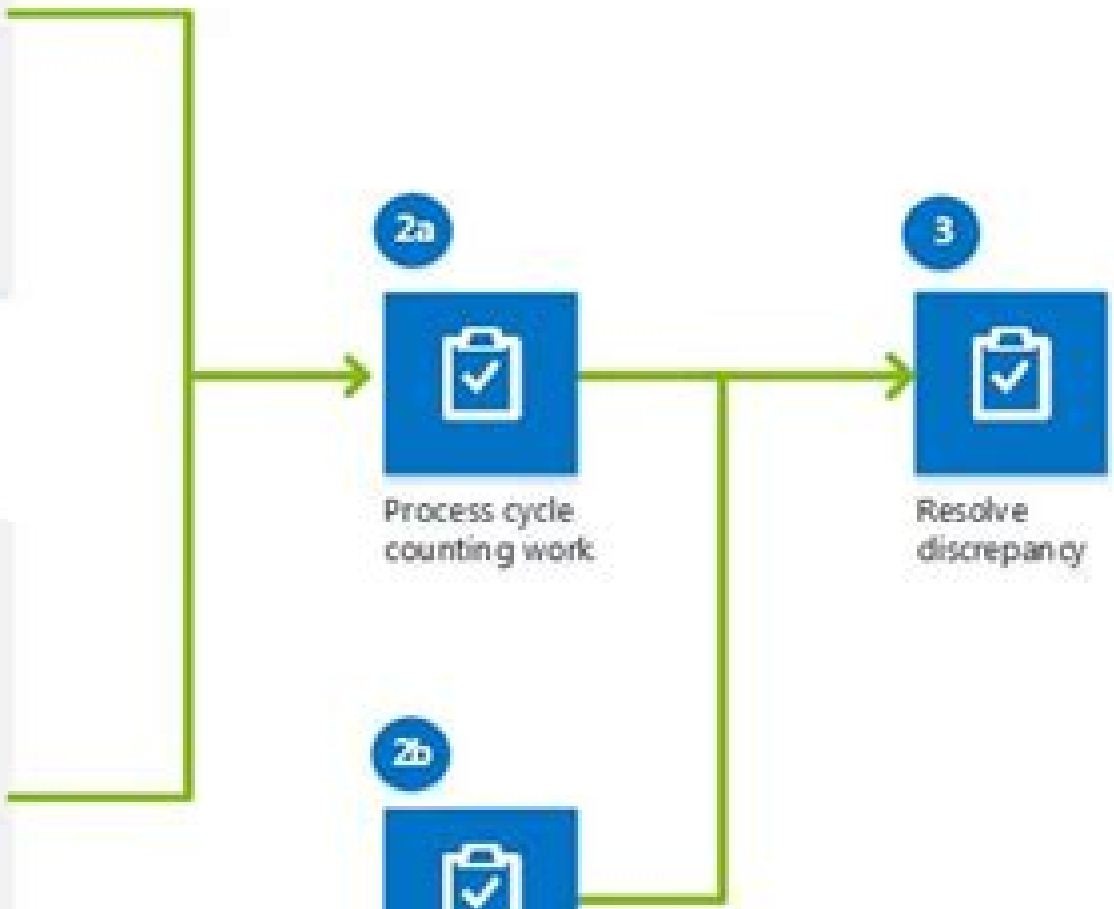 2a
3
Process cycle
counting work
Resolve
discrepancy
2b